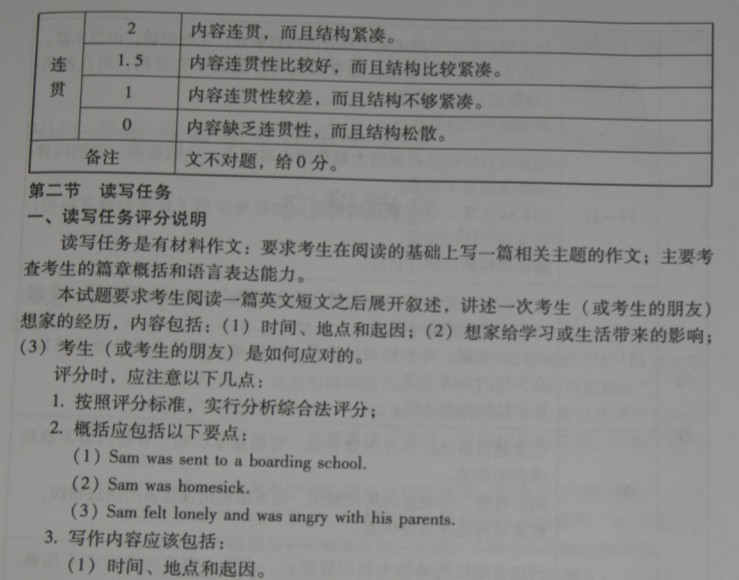 连贯
2 内容连贯，而且结构紧凑。
1.5 内容连贯性比较好，而且结构比较紧凑。
1 内容连贯性较差，而且结构不够紧凑。
0 内容缺乏连贯性，而且结构松散。
备注 文不对题，给0分。
第二节 读写任务
一、读写任务评分说明
读写任务是有材料作文：要求考生在阅读的基础上写一篇相关主题的作文；主要考
查考生的篇章概括和语言表达能力。
本试题要求考生阅读一篇英文短文之后展开叙述，讲述一次考生（或考生的朋友）
想家的经历，内容包括：（1）时间、地点和起因；（2）想家给学习或生活带来的影响；
（3）考生（或考生的朋友）是如何应对的。
评分时，应注意以下几点：
1. 按照评分标准，实行分析综合法评分；
2. 概括应包括以下要点：
（1）Sam was sent to a boarding school.
（2）Sam was homesick.
（3）Sam felt lonely and was angry with his parents.
3. 写作内容应该包括：
（1）时间、地点和起因。